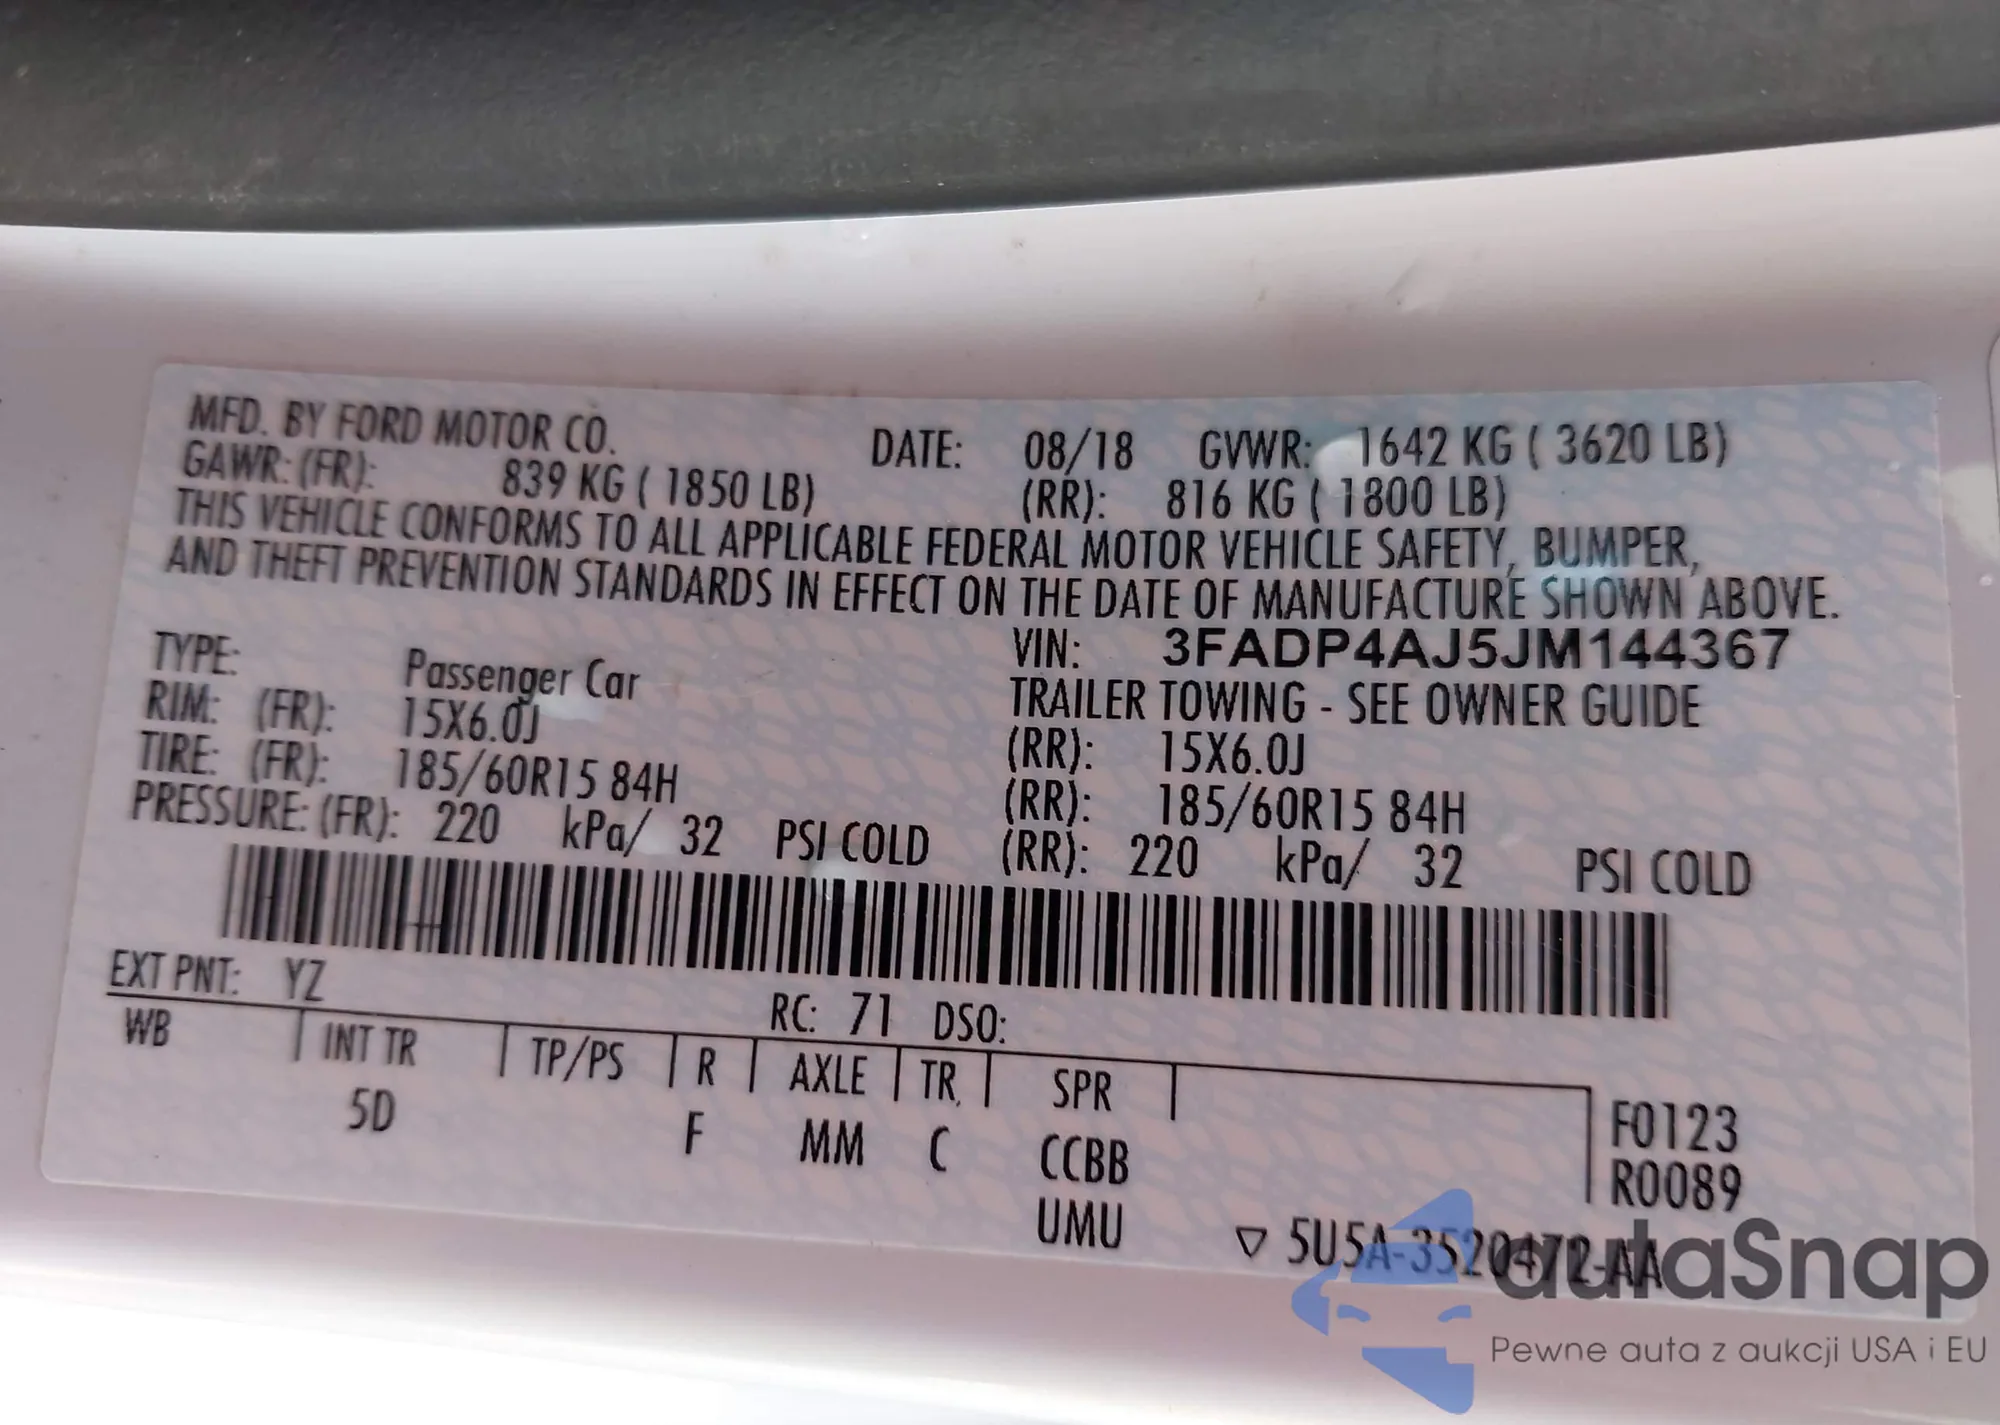 MFD. BY FORD MOTOR CO. DATE: 08/18 GVWR: 1642 KG ( 3620 LB)
GAWR: (FR): 839 KG ( 1850 LB) (RR): 816 KG ( 1800 LB)
THIS VEHICLE CONFORMS TO ALL APPLICABLE FEDERAL MOTOR VEHICLE SAFETY, BUMPER,
AND THEFT PREVENTION STANDARDS IN EFFECT ON THE DATE OF MANUFACTURE SHOWN ABOVE.
VIN: 3FADP4AJ5JM144367
TYPE: Passenger Car TRAILER TOWING - SEE OWNER GUIDE
RIM: (FR): 15X6.0J (RR): 15X6.0J
TIRE: (FR): 185/60R15 84H (RR): 185/60R15 84H
PRESSURE: (FR): 220 kPa/ 32 PSI COLD (RR): 220 kPa/ 32 PSI COLD
EXT PNT: YZ RC: 71 DSO:
WB INT TR TP/PS R AXLE TR SPR F0123
5D F MM C CCBB R0089
UMU ▽ 5U5A-3520472-AA
autaSnap
Pewne auta z aukcji USA i EU